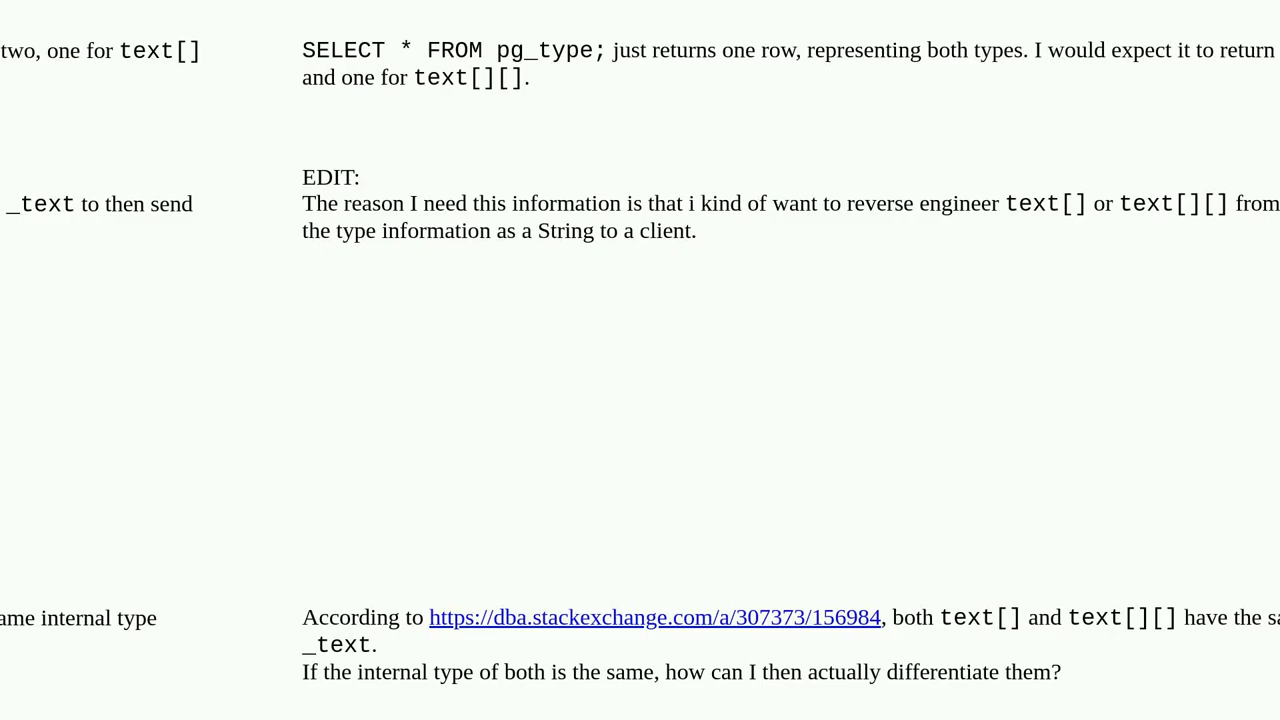 two, one for text[]
SELECT * FROM pg_type; just returns one row, representing both types. I would expect it to return
and one for text[][].
EDIT:
_text to then send
The reason I need this information is that i kind of want to reverse engineer text[] or text[][] from
the type information as a String to a client.
ame internal type
According to https://dba.stackexchange.com/a/307373/156984, both text[] and text[][] have the sa
_text.
If the internal type of both is the same, how can I then actually differentiate them?